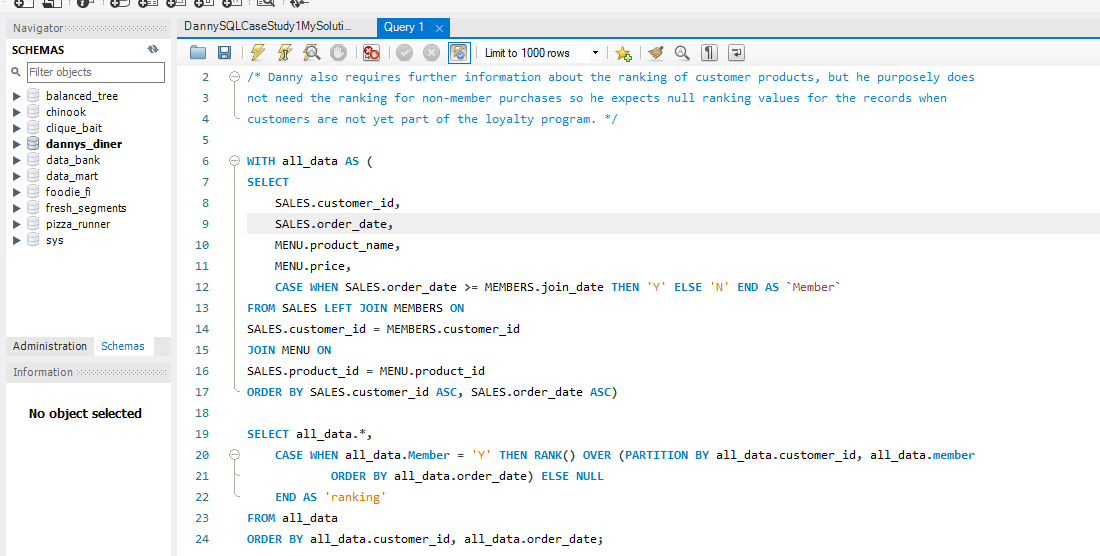 Navigator
SCHEMAS
Filter objects
balanced_tree
chinook
clique_bait
dannys_diner
data_bank
data_mart
foodie_fi
fresh_segments
pizza_runner
sys
Administration Schemas
Information
No object selected
DannySQLCaseStudy1MySoluti... Query 1
Limit to 1000 rows
2 /* Danny also requires further information about the ranking of customer products, but he purposely does
3 not need the ranking for non-member purchases so he expects null ranking values for the records when
4 customers are not yet part of the loyalty program. */
5
6 WITH all_data AS (
7 SELECT
8 SALES.customer_id,
9 SALES.order_date,
10 MENU.product_name,
11 MENU.price,
12 CASE WHEN SALES.order_date >= MEMBERS.join_date THEN 'Y' ELSE 'N' END AS `Member`
13 FROM SALES LEFT JOIN MEMBERS ON
14 SALES.customer_id = MEMBERS.customer_id
15 JOIN MENU ON
16 SALES.product_id = MENU.product_id
17 ORDER BY SALES.customer_id ASC, SALES.order_date ASC)
18
19 SELECT all_data.*,
20 CASE WHEN all_data.Member = 'Y' THEN RANK() OVER (PARTITION BY all_data.customer_id, all_data.member
21 ORDER BY all_data.order_date) ELSE NULL
22 END AS 'ranking'
23 FROM all_data
24 ORDER BY all_data.customer_id, all_data.order_date;